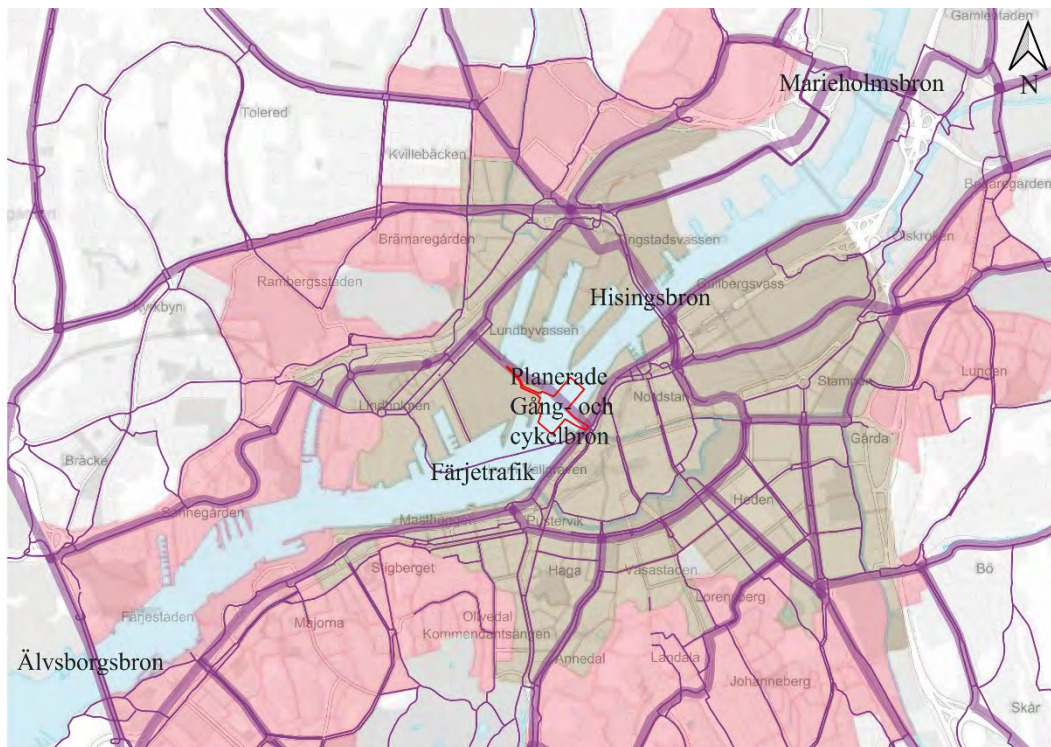 Gamlestaden
Marieholmsbron
N
Tolered
Kvillebäcken
Bagaregården
Brämaregården
Tingstadsvassen
Olskroken
Rambergsstaden
Gullbergsvass
Hisingsbron
Kyrkbyn
Lundbyvassen
Planerade
Gång- och
cykelbron
Nordstan
Stampen
Lunden
Lindholmen
Gårda
Bräcke
Färjetrafik
Heden
Sannegården
Masthugget
Pustervik
Stigberget
Haga
Vasastaden
Bö
Färjestaden
Lorensberg
Majorna
Olivedal
Kommendantsängen
Annedal
Landala
Älvsborgsbron
Johanneberg
Skår